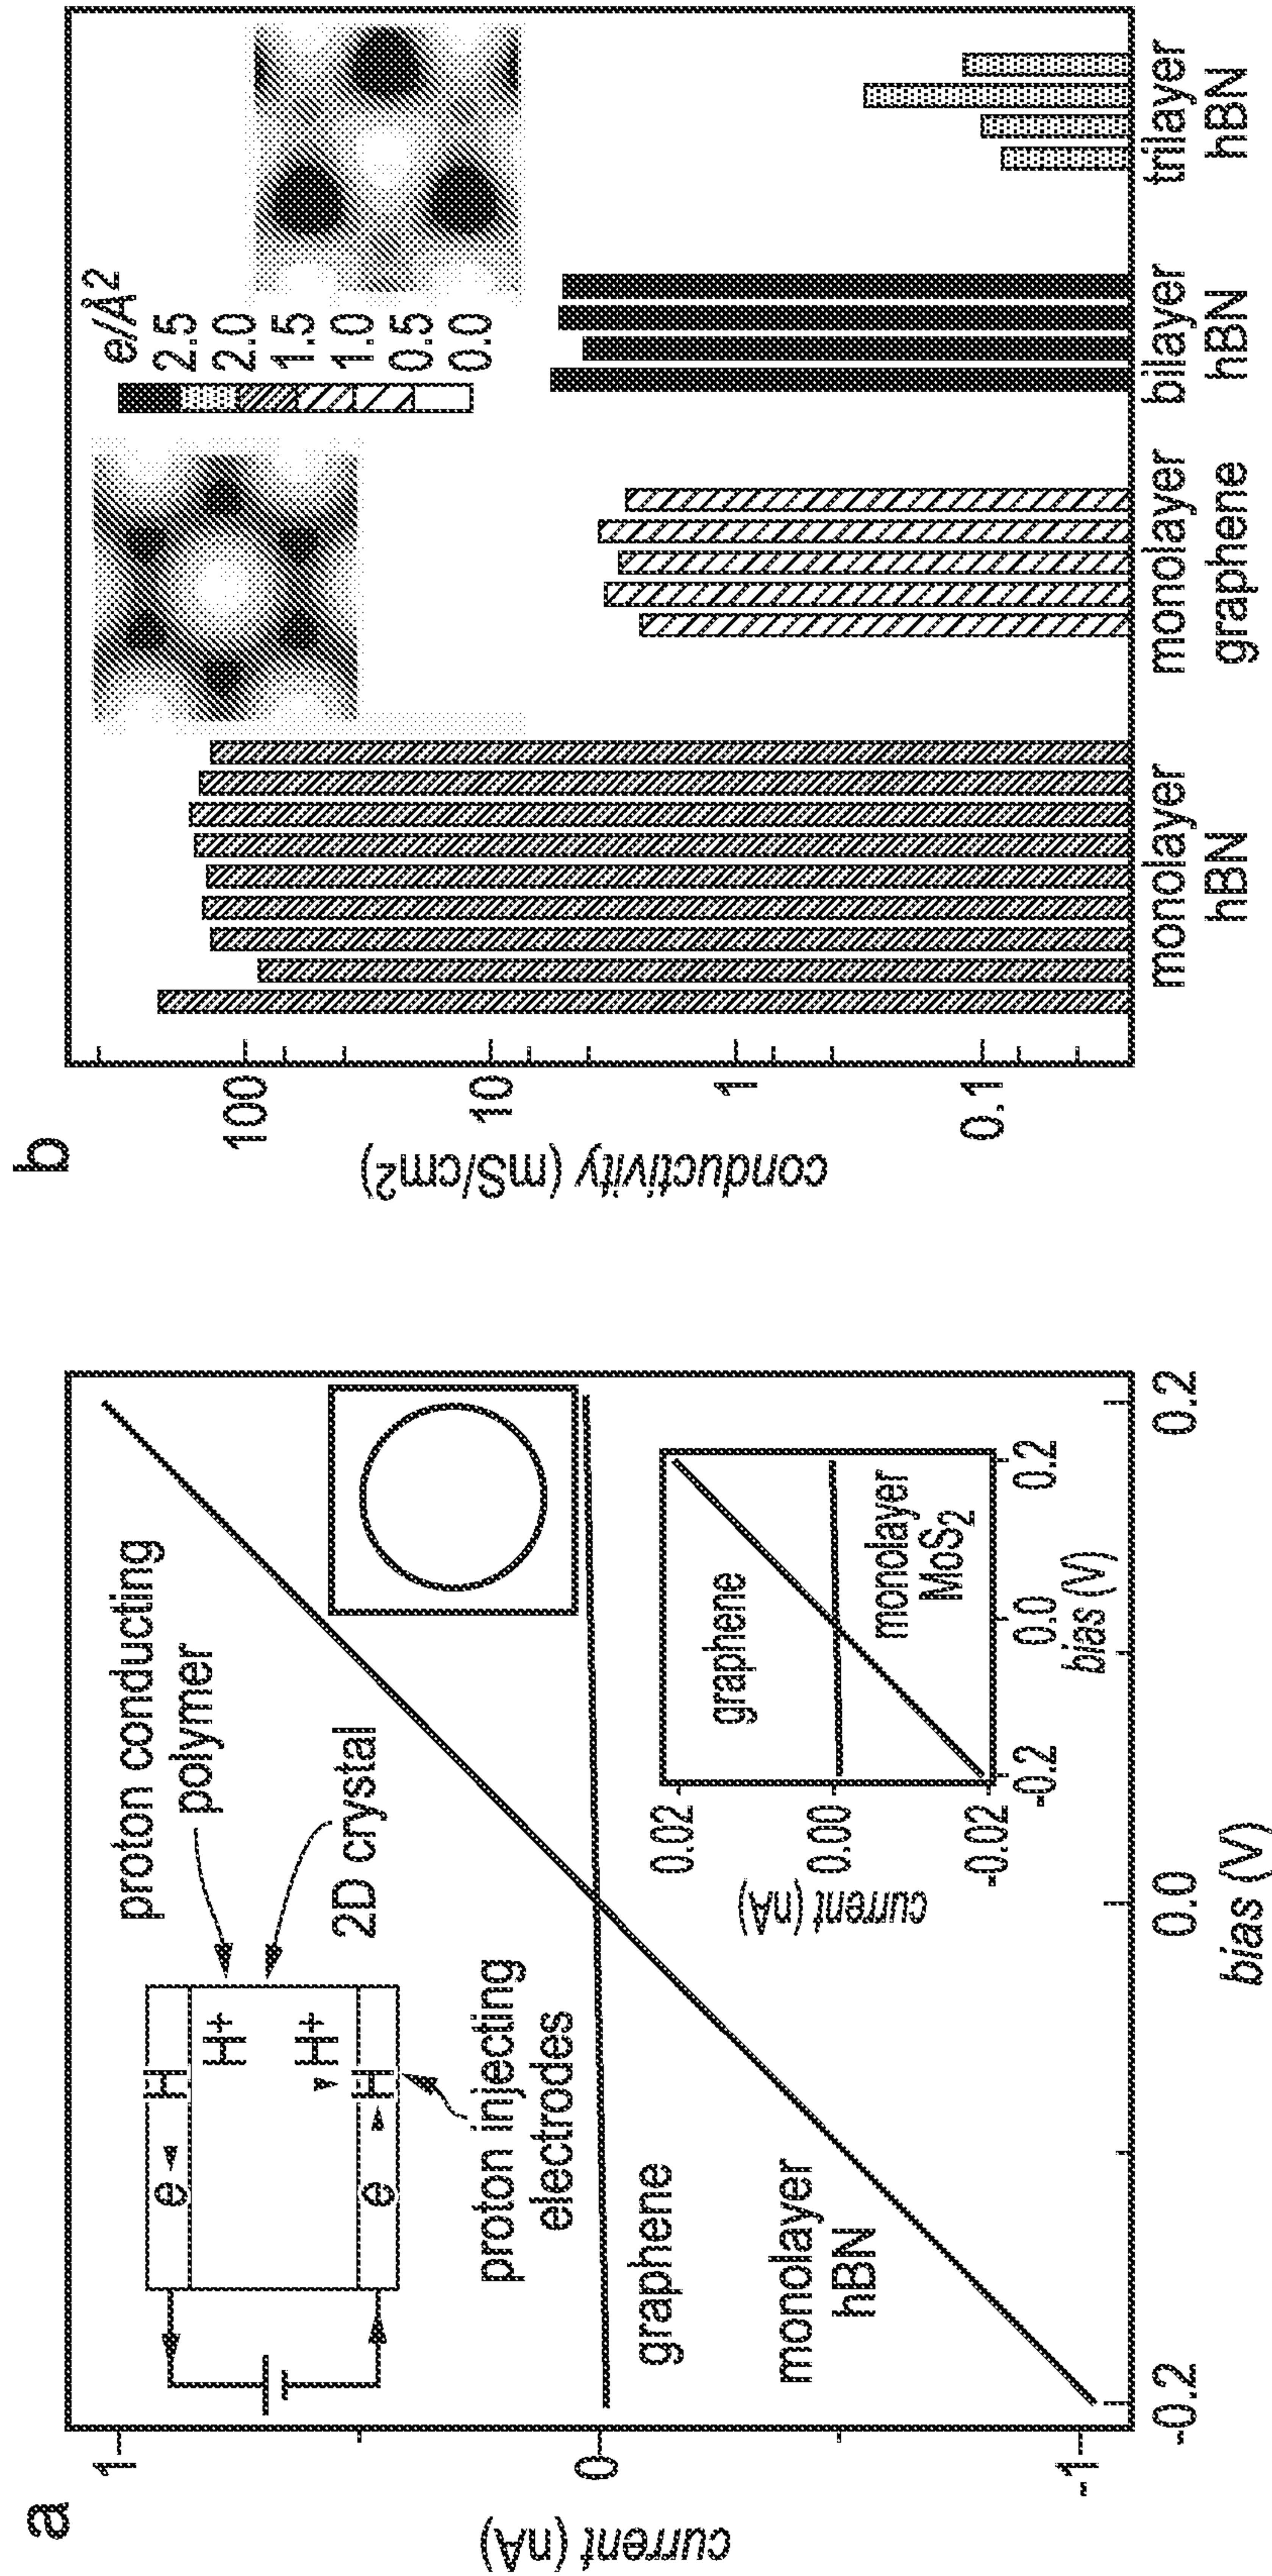 a
current (nA)
1
0
-1
-0.2
0.0
0.2
bias (V)
proton conducting
polymer
2D crystal
proton injecting
electrodes
e
H
H+
H+
e
H
graphene
monolayer
hBN
current (nA)
0.02
0.00
-0.02
-0.2
0.0
0.2
bias (V)
graphene
monolayer
MoS2
b
conductivity (mS/cm2)
100
10
1
0.1
e/Å2
2.5
2.0
1.5
1.0
0.5
0.0
monolayer
hBN
monolayer
graphene
bilayer
hBN
trilayer
hBN